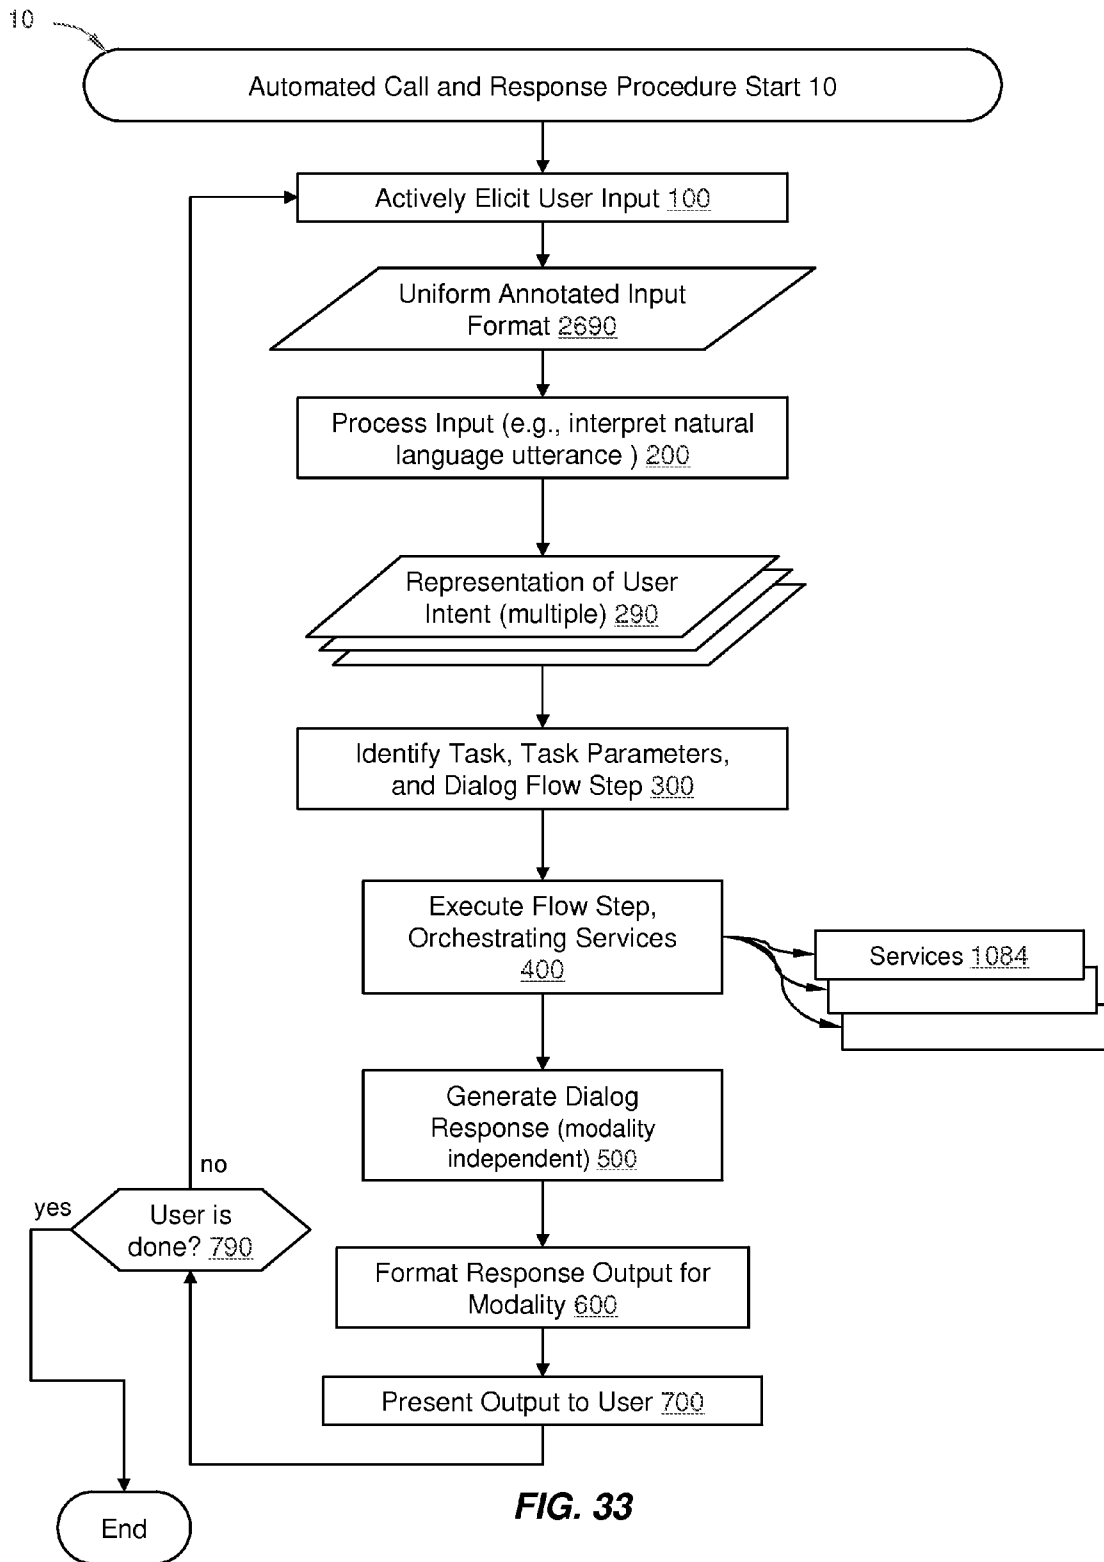 10
Automated Call and Response Procedure Start 10
Actively Elicit User Input 100
Uniform Annotated Input
Format 2690
Process Input (e.g., interpret natural
language utterance ) 200
Representation of User
Intent (multiple) 290
Identify Task, Task Parameters,
and Dialog Flow Step 300
Execute Flow Step,
Orchestrating Services
400
Services 1084
Generate Dialog
Response (modality
independent) 500
no
yes
User is
done? 790
Format Response Output for
Modality 600
Present Output to User 700
End
FIG. 33